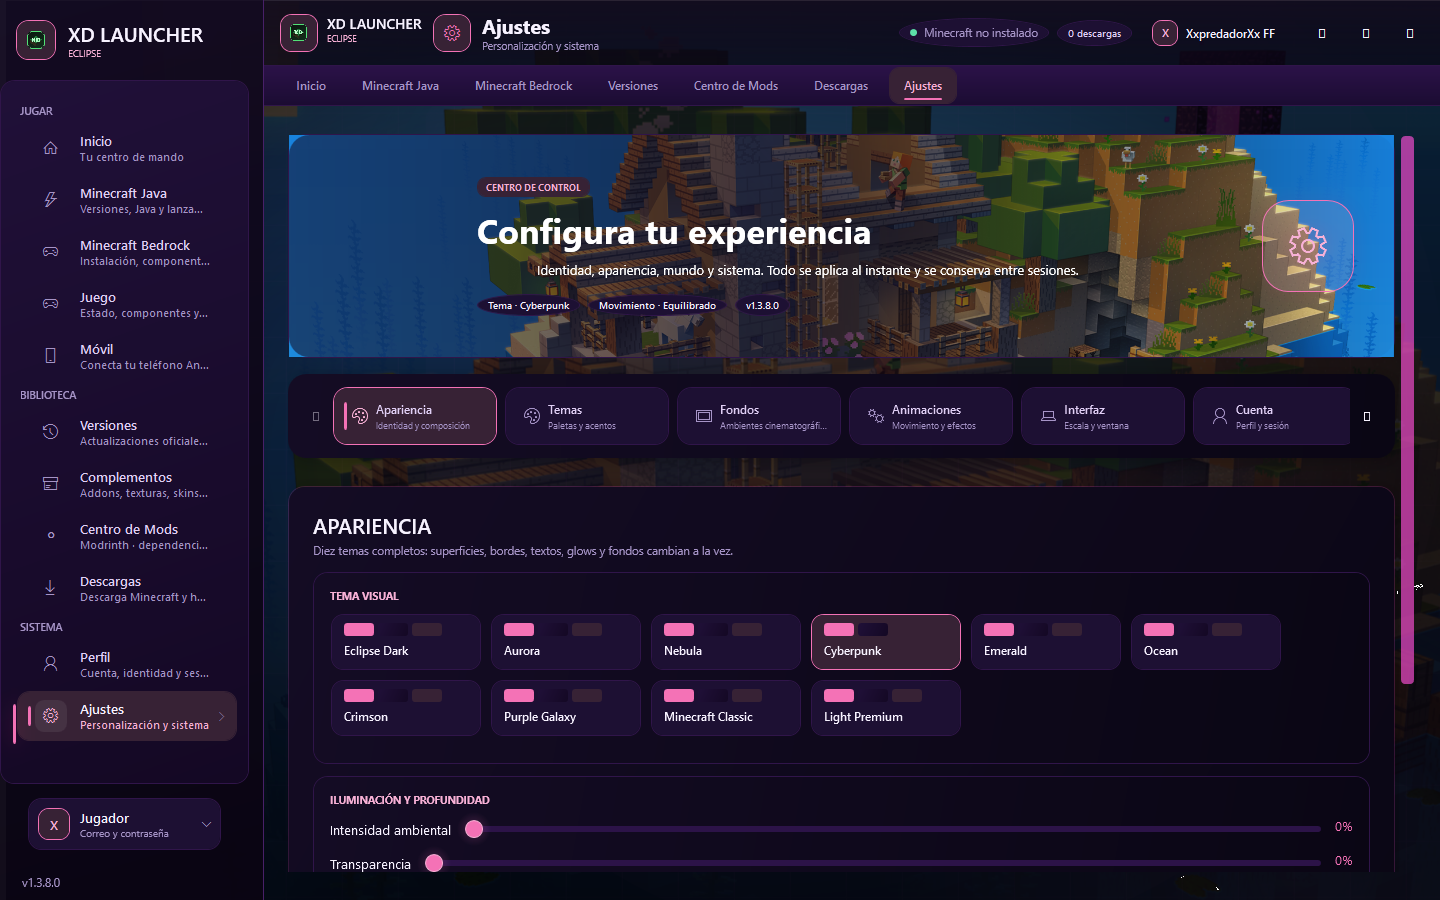 XD LAUNCHER
ECLIPSE
JUGAR
Inicio
Tu centro de mando
Minecraft Java
Versiones, Java y lanza...
Minecraft Bedrock
Instalación, component...
Juego
Estado, componentes y...
Móvil
Conecta tu teléfono An...
BIBLIOTECA
Versiones
Actualizaciones oficiale...
Complementos
Addons, texturas, skins...
Centro de Mods
Modrinth · dependenci...
Descargas
Descarga Minecraft y h...
SISTEMA
Perfil
Cuenta, identidad y ses...
Ajustes
Personalización y sistema
X
Jugador
Correo y contraseña
v1.3.8.0
XD LAUNCHER
ECLIPSE
Ajustes
Personalización y sistema
Minecraft no instalado
0 descargas
X
XxpredadorXx FF
Inicio
Minecraft Java
Minecraft Bedrock
Versiones
Centro de Mods
Descargas
Ajustes
CENTRO DE CONTROL
Configura tu experiencia
Identidad, apariencia, mundo y sistema. Todo se aplica al instante y se conserva entre sesiones.
Tema · Cyberpunk
Movimiento · Equilibrado
v1.3.8.0
Apariencia
Identidad y composición
Temas
Paletas y acentos
Fondos
Ambientes cinematográfi...
Animaciones
Movimiento y efectos
Interfaz
Escala y ventana
Cuenta
Perfil y sesión
APARIENCIA
Diez temas completos: superficies, bordes, textos, glows y fondos cambian a la vez.
TEMA VISUAL
Eclipse Dark
Aurora
Nebula
Cyberpunk
Emerald
Ocean
Crimson
Purple Galaxy
Minecraft Classic
Light Premium
ILUMINACIÓN Y PROFUNDIDAD
Intensidad ambiental
0%
Transparencia
0%